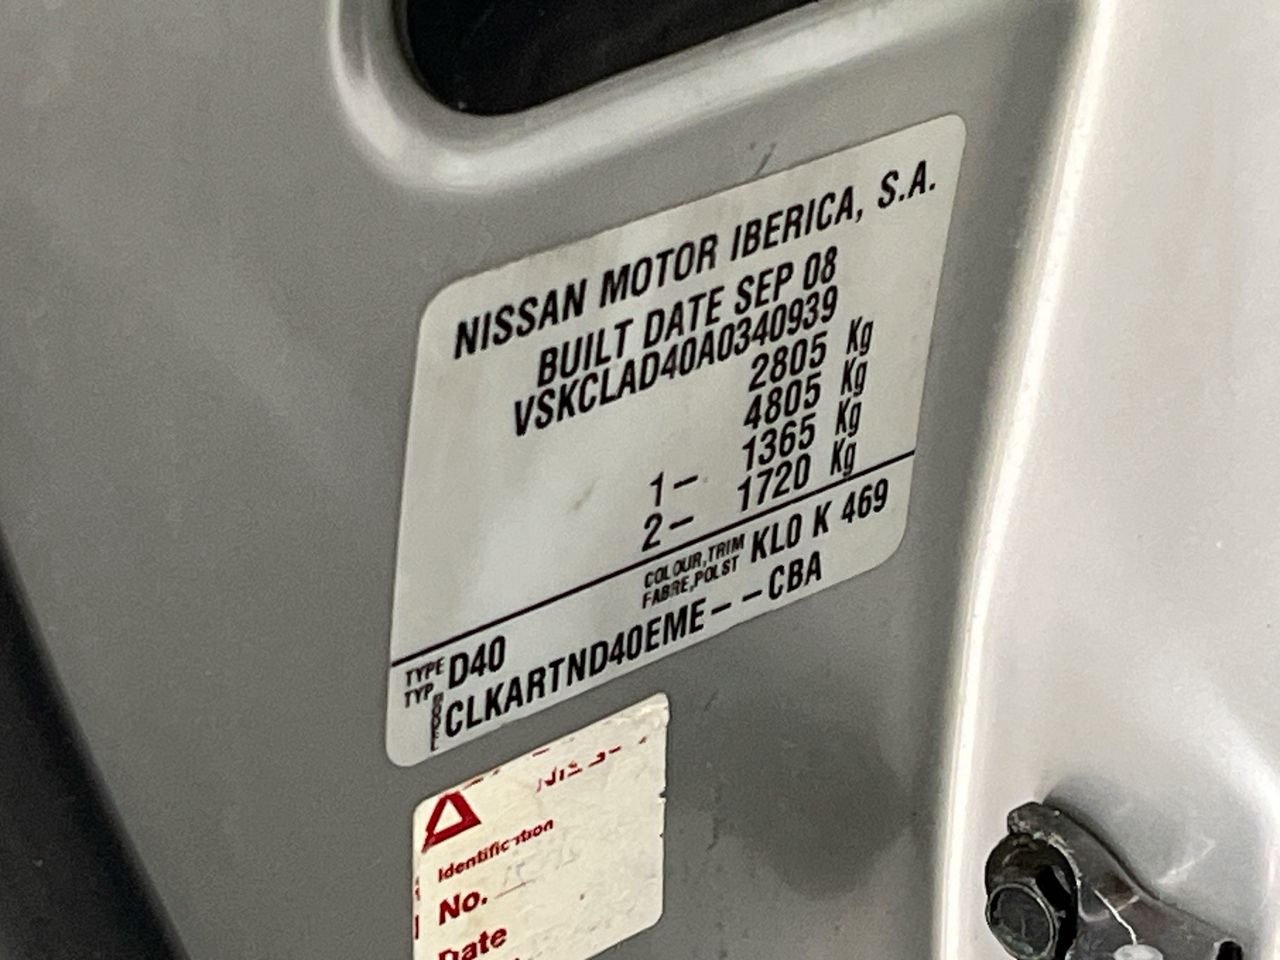 NISSAN MOTOR IBERICA, S.A.
BUILT DATE SEP 08
VSKCLAD40A0340939
2805 Kg
4805 Kg
1- 1365 Kg
2- 1720 Kg
COLOUR,TRIM
FABRE,POLST
KL0 K 469
TYPE
TYP
D40
MODEL
CLKARTND40EME--CBA
Identification
No.
Date